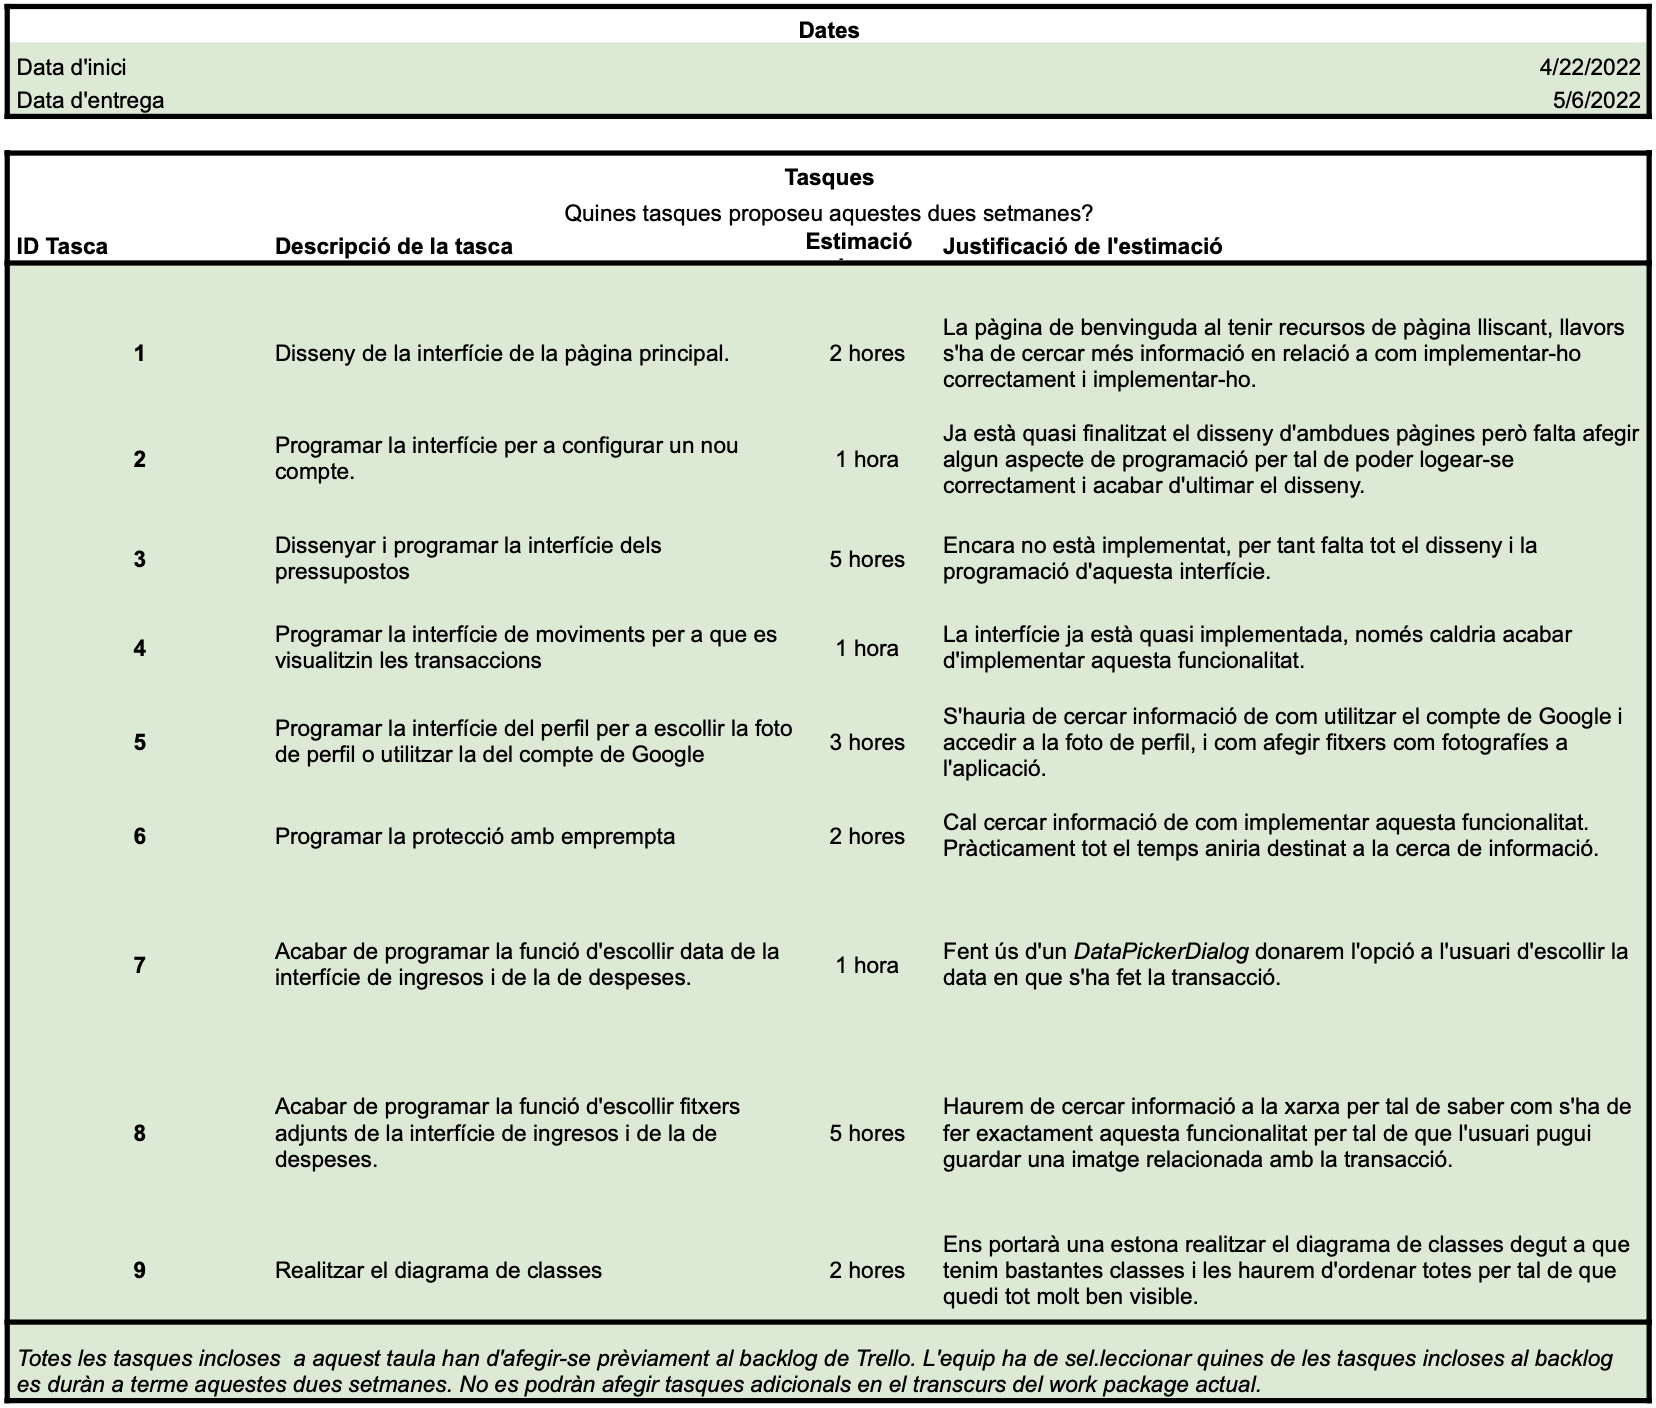 Dates
Data d'inici 4/22/2022
Data d'entrega 5/6/2022
Tasques
Quines tasques proposeu aquestes dues setmanes?
ID Tasca Descripció de la tasca Estimació Justificació de l'estimació
1
Disseny de la interfície de la pàgina principal.
2 hores
La pàgina de benvinguda al tenir recursos de pàgina lliscant, llavors
s'ha de cercar més informació en relació a com implementar-ho
correctament i implementar-ho.
2
Programar la interfície per a configurar un nou
compte.
1 hora
Ja està quasi finalitzat el disseny d'ambdues pàgines però falta afegir
algun aspecte de programació per tal de poder logear-se
correctament i acabar d'ultimar el disseny.
3
Dissenyar i programar la interfície dels
pressupostos
5 hores
Encara no està implementat, per tant falta tot el disseny i la
programació d'aquesta interfície.
4
Programar la interfície de moviments per a que es
visualitzin les transaccions
1 hora
La interfície ja està quasi implementada, només caldria acabar
d'implementar aquesta funcionalitat.
5
Programar la interfície del perfil per a escollir la foto
de perfil o utilitzar la del compte de Google
3 hores
S'hauria de cercar informació de com utilitzar el compte de Google i
accedir a la foto de perfil, i com afegir fitxers com fotografíes a
l'aplicació.
6
Programar la protecció amb emprempta
2 hores
Cal cercar informació de com implementar aquesta funcionalitat.
Pràcticament tot el temps aniria destinat a la cerca de informació.
7
Acabar de programar la funció d'escollir data de la
interfície de ingresos i de la de despeses.
1 hora
Fent ús d'un DataPickerDialog donarem l'opció a l'usuari d'escollir la
data en que s'ha fet la transacció.
8
Acabar de programar la funció d'escollir fitxers
adjunts de la interfície de ingresos i de la de
despeses.
5 hores
Haurem de cercar informació a la xarxa per tal de saber com s'ha de
fer exactament aquesta funcionalitat per tal de que l'usuari pugui
guardar una imatge relacionada amb la transacció.
9
Realitzar el diagrama de classes
2 hores
Ens portarà una estona realitzar el diagrama de classes degut a que
tenim bastantes classes i les haurem d'ordenar totes per tal de que
quedi tot molt ben visible.
Totes les tasques incloses  a aquest taula han d'afegir-se prèviament al backlog de Trello. L'equip ha de sel.leccionar quines de les tasques incloses al backlog
es duràn a terme aquestes dues setmanes. No es podràn afegir tasques adicionals en el transcurs del work package actual.